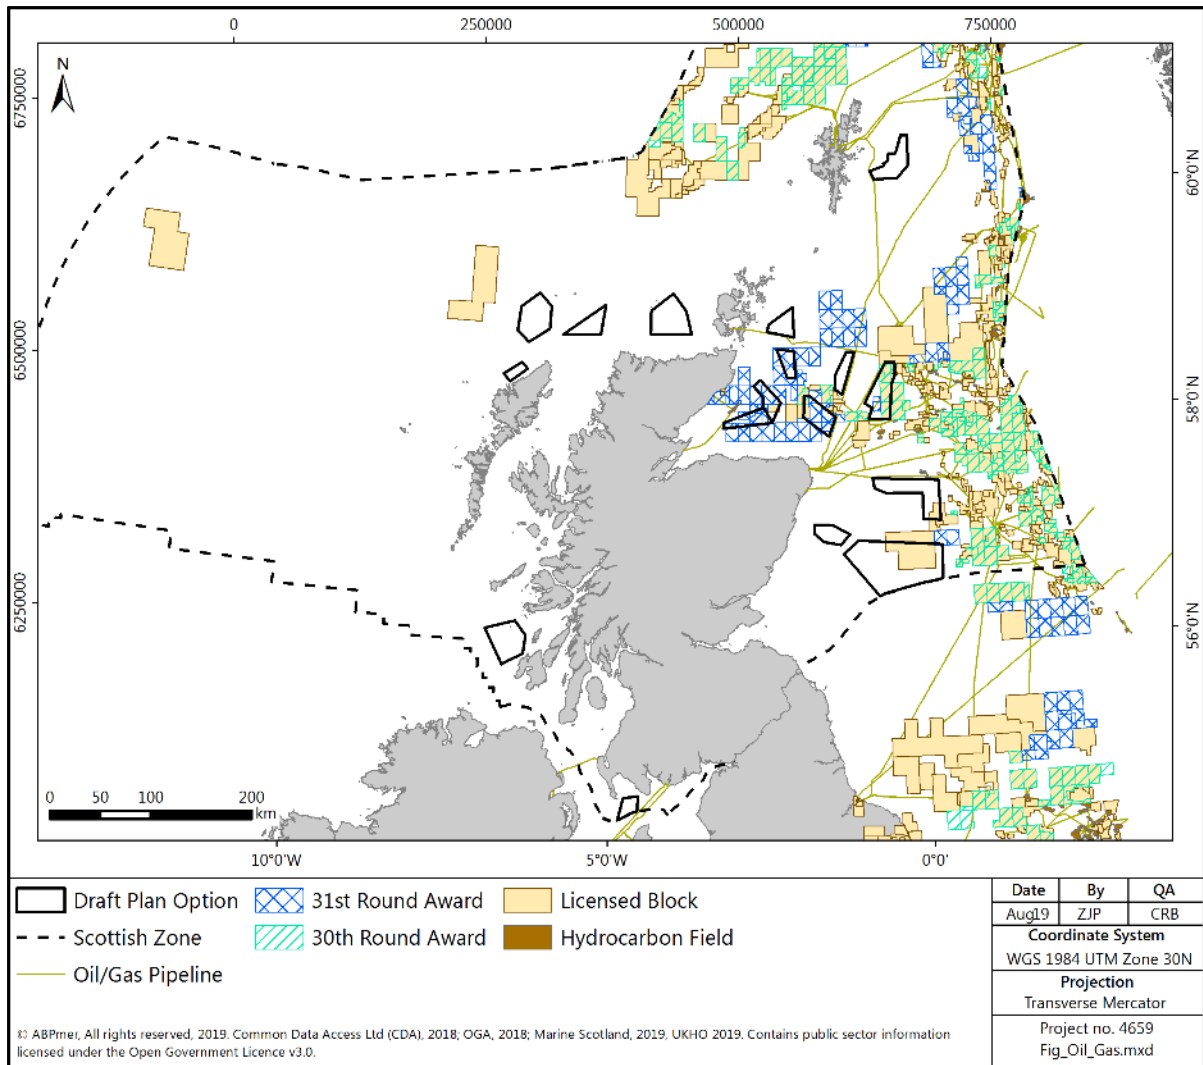 0 250000 500000 750000
N
6750000
6500000
6250000
60°0'N
58°0'N
56°0'N
0 50 100 200
km
10°0'W 5°0'W 0°0'
Draft Plan Option
31st Round Award
Licensed Block
Scottish Zone
30th Round Award
Hydrocarbon Field
Oil/Gas Pipeline
Date By QA
Aug19 ZJP CRB
Coordinate System
WGS 1984 UTM Zone 30N
Projection
Transverse Mercator
Project no. 4659
Fig_Oil_Gas.mxd
© ABPmer, All rights reserved, 2019. Common Data Access Ltd (CDA), 2018; OGA, 2018; Marine Scotland, 2019, UKHO 2019. Contains public sector information
licensed under the Open Government Licence v3.0.